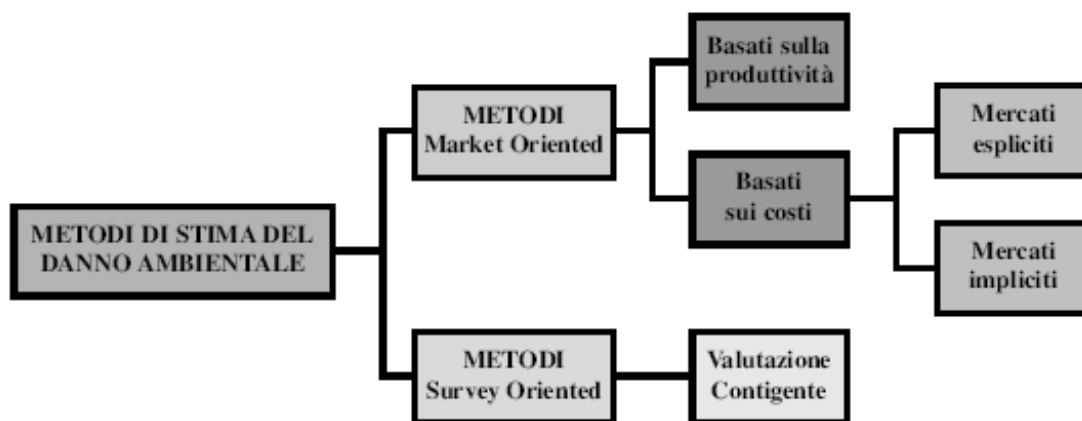 Basati sulla
produttività
METODI
Market Oriented
Mercati
espliciti
Basati
sui costi
METODI DI STIMA DEL
DANNO AMBIENTALE
Mercati
impliciti
METODI
Survey Oriented
Valutazione
Contigente